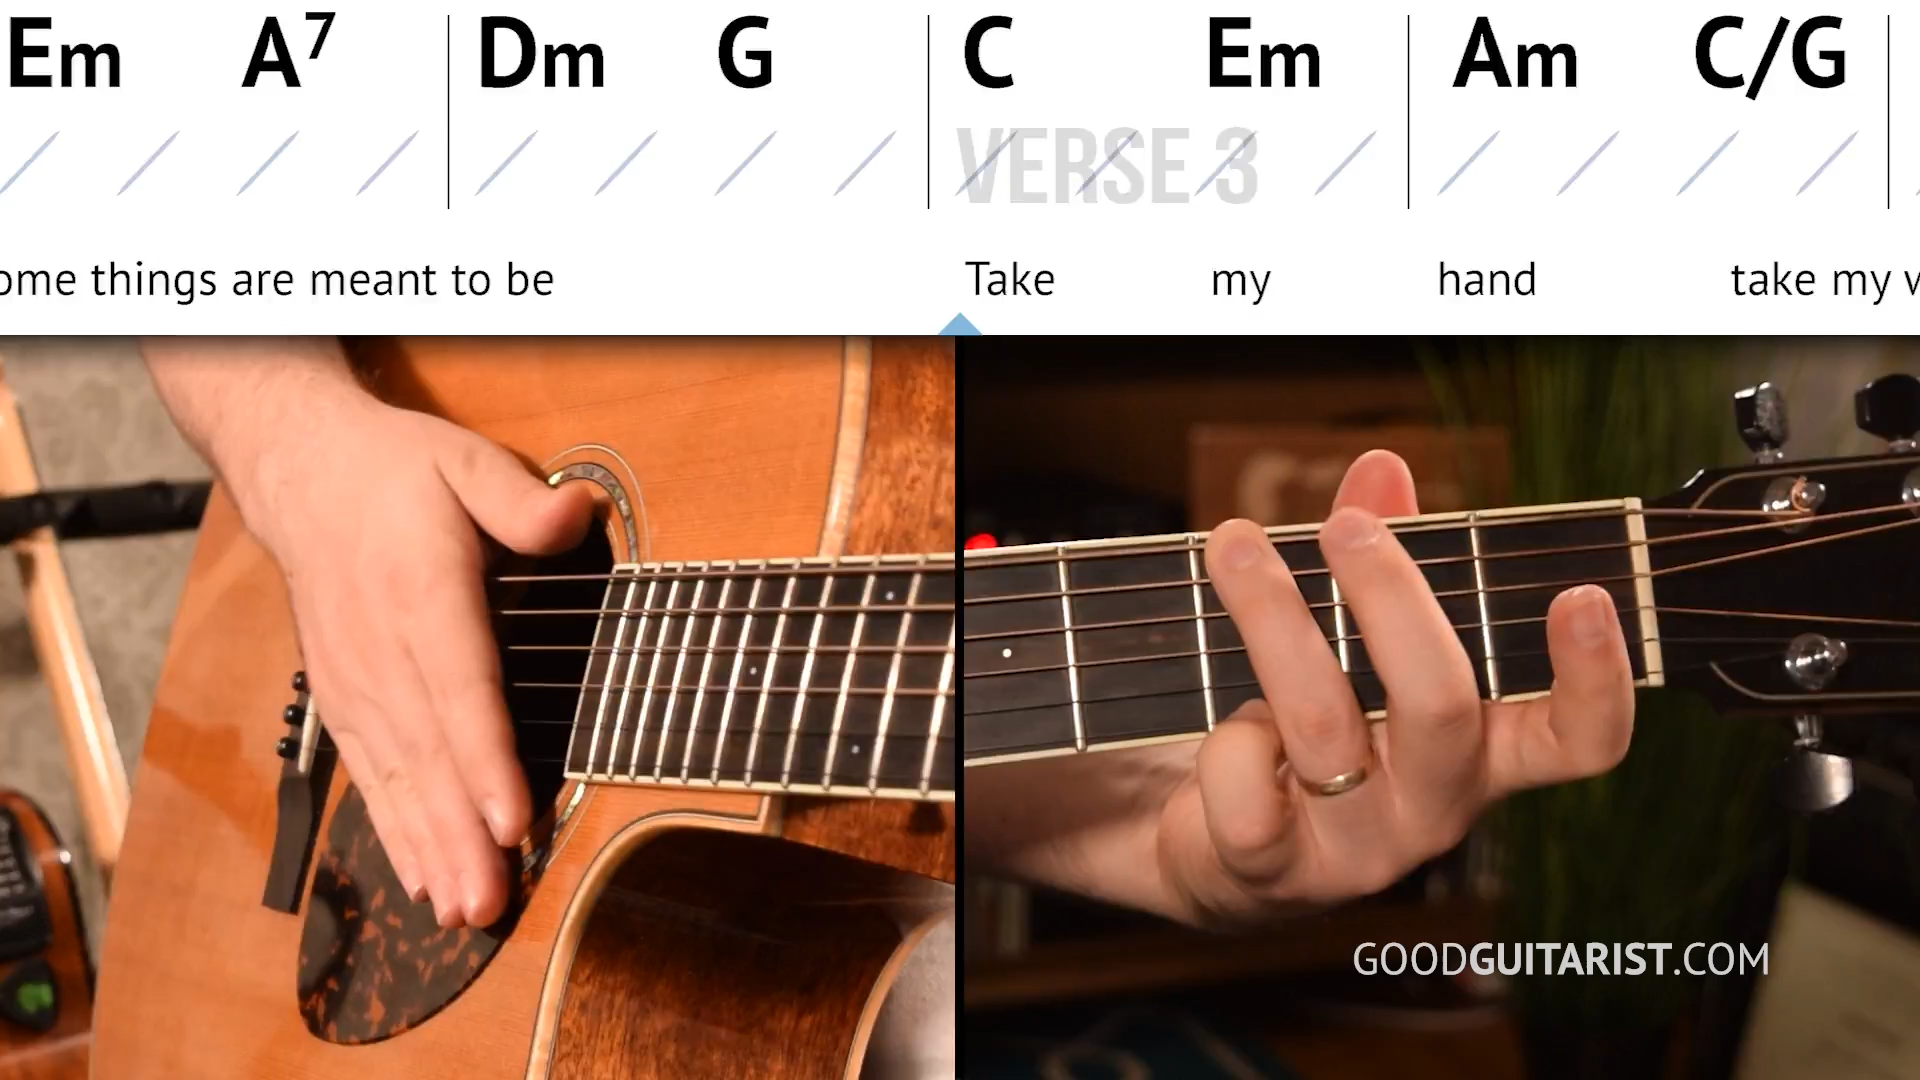 Em A⁷ Dm G C Em Am C/G
VERSE 3
ome things are meant to be Take my hand take my
GOODGUITARIST.COM